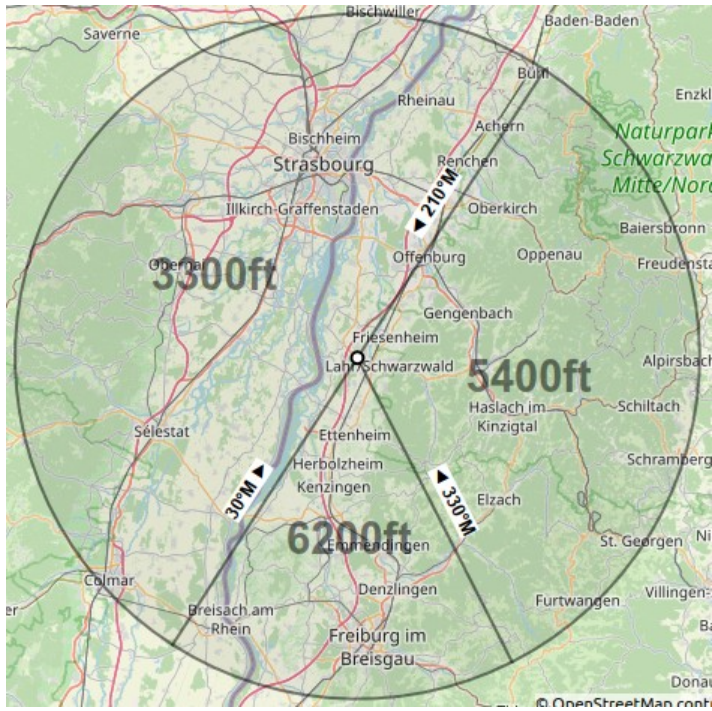 Bischwiller
Saverne
Baden-Baden
Bühl
Rheinau
Enzkl
Achern
Bischheim
Strasbourg
Renchen
Naturpark
Schwarzwa
Mitte/Nord
◄ 210°M
Illkirch-Graffenstaden
Oberkirch
Baiersbronn
Offenburg
Oppenau
Freudensta
3300ft
Gengenbach
Friesenheim
Lahr/Schwarzwald
5400ft
Alpirsbach
Haslach im
Kinzigtal
Schiltach
Sélestat
Ettenheim
Schramberg
Herbolzheim
Kenzingen
30°M ►
◄ 330°M
Elzach
6200ft
Emmendingen
St. Georgen
Ni
Colmar
Denzlingen
Furtwangen
Villingen-
er
Breisach am
Rhein
Freiburg im
Breisgau
Ba
Donau
© OpenStreetMap contr